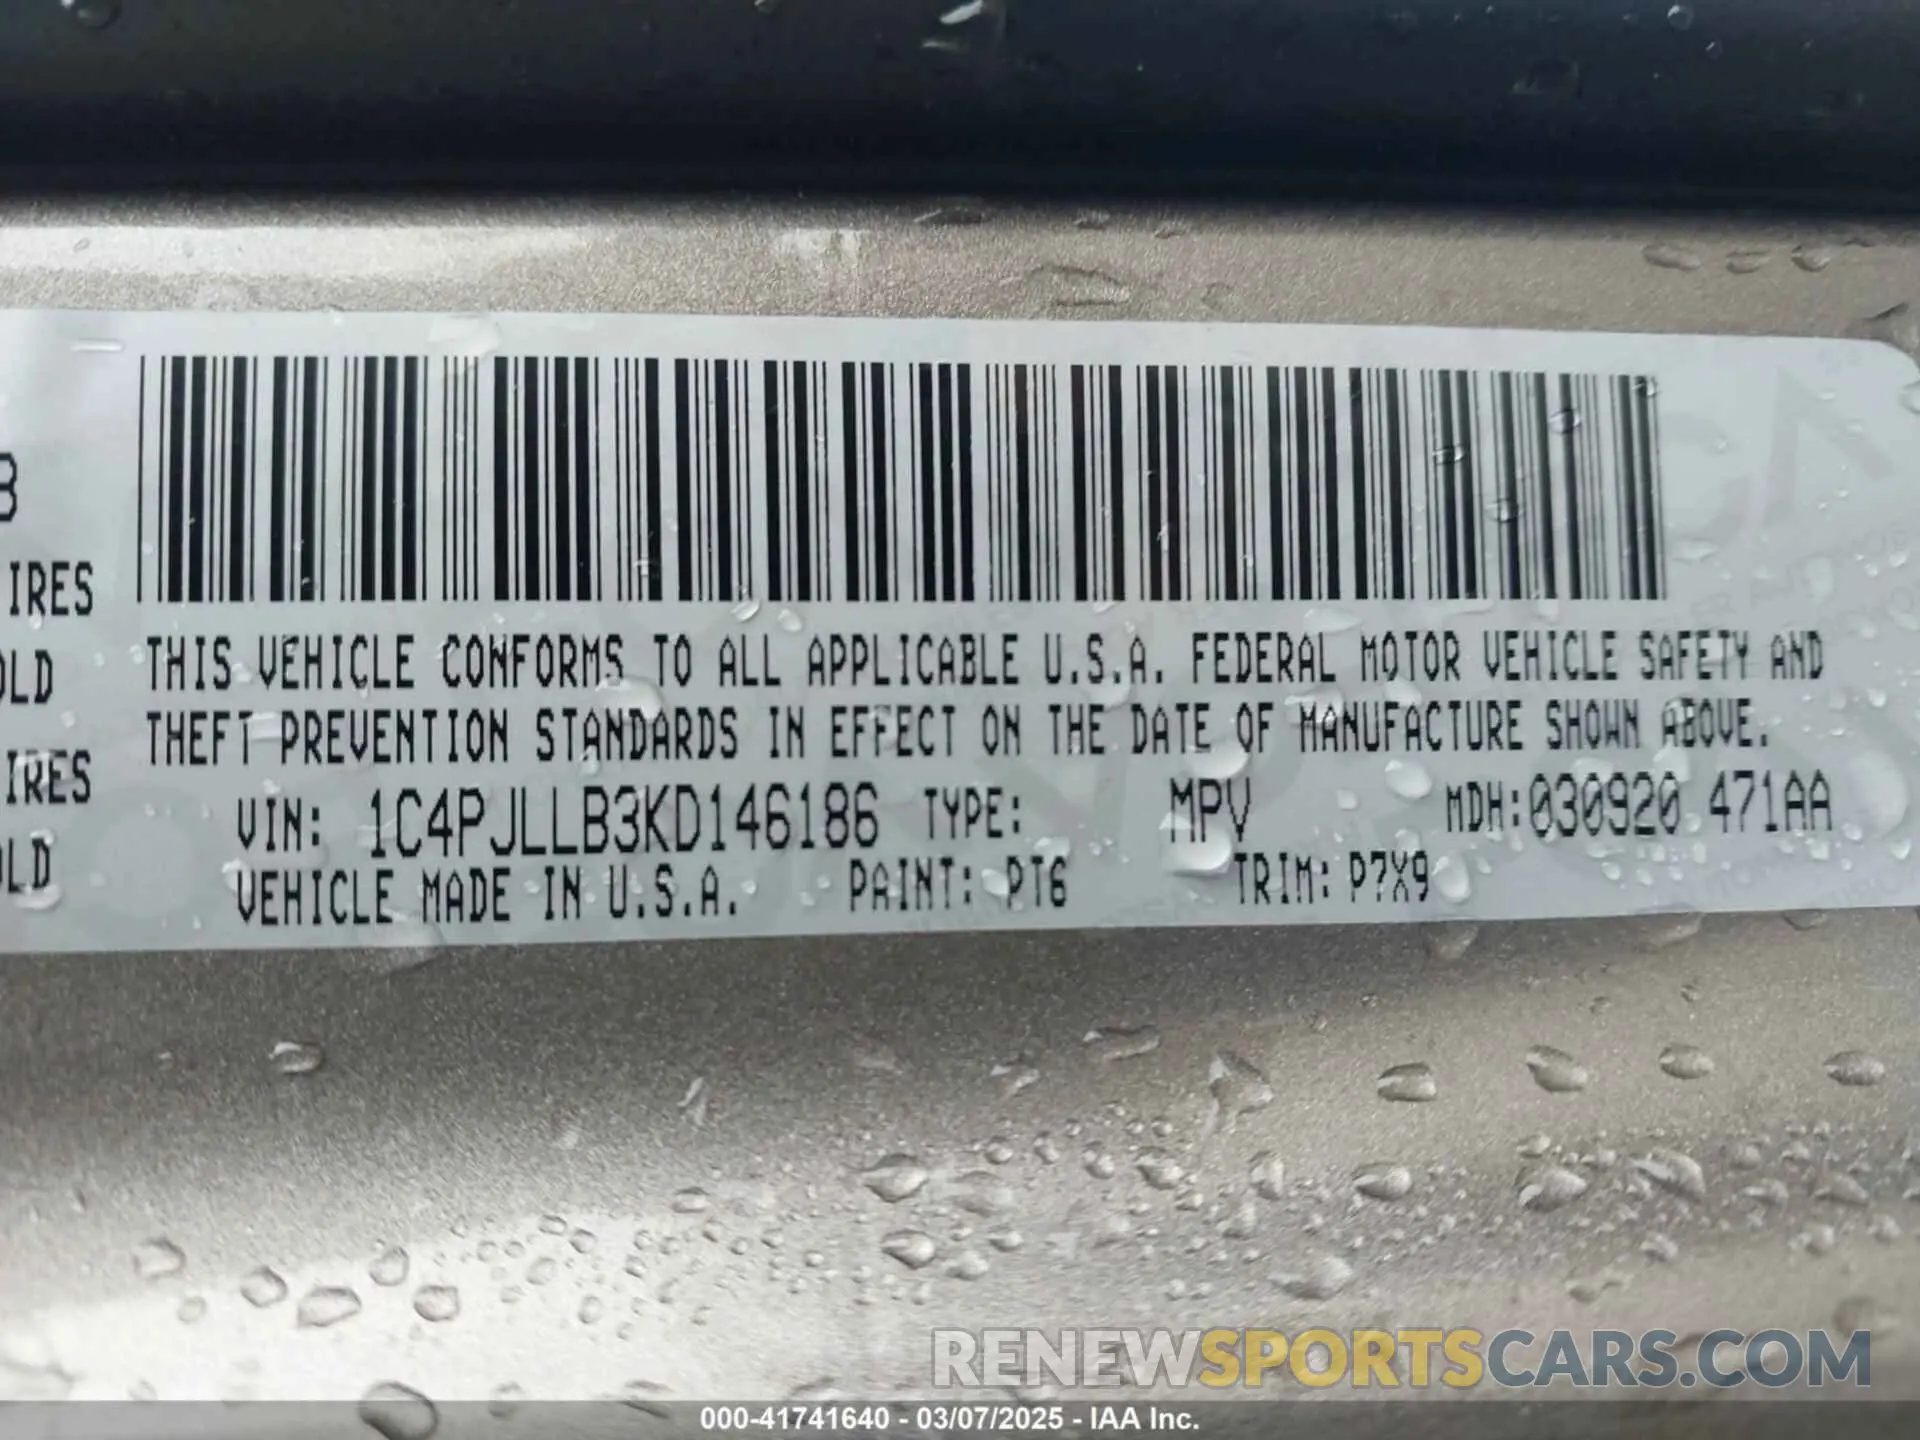 B
IRES
OLD
IRES
OLD
THIS VEHICLE CONFORMS TO ALL APPLICABLE U.S.A. FEDERAL MOTOR VEHICLE SAFETY AND
THEFT PREVENTION STANDARDS IN EFFECT ON THE DATE OF MANUFACTURE SHOWN ABOVE.
VIN: 1C4PJLLB3KD146186 TYPE: MPV MDH:030920 471AA
VEHICLE MADE IN U.S.A. PAINT: PT6 TRIM: P7X9
RENEWSPORTSCARS.COM
000-41741640 - 03/07/2025 - IAA Inc.